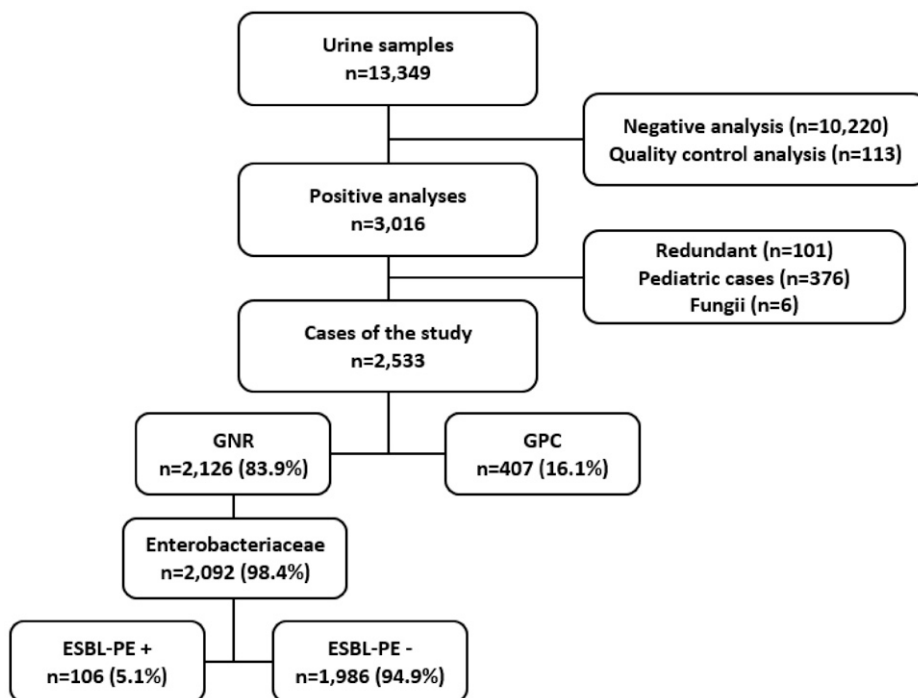 Urine samples
n=13,349
Negative analysis (n=10,220)
Quality control analysis (n=113)
Positive analyses
n=3,016
Redundant (n=101)
Pediatric cases (n=376)
Fungii (n=6)
Cases of the study
n=2,533
GNR
n=2,126 (83.9%)
GPC
n=407 (16.1%)
Enterobacteriaceae
n=2,092 (98.4%)
ESBL-PE +
n=106 (5.1%)
ESBL-PE -
n=1,986 (94.9%)